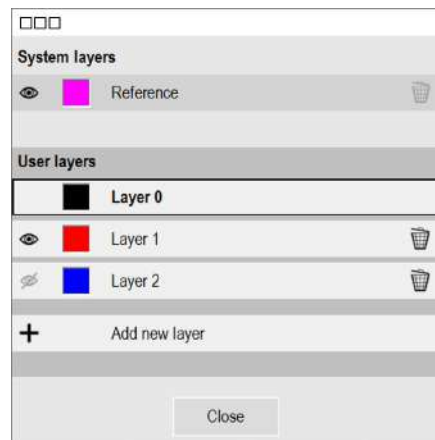 System layers
Reference
User layers
Layer 0
Layer 1
Layer 2
Add new layer
Close